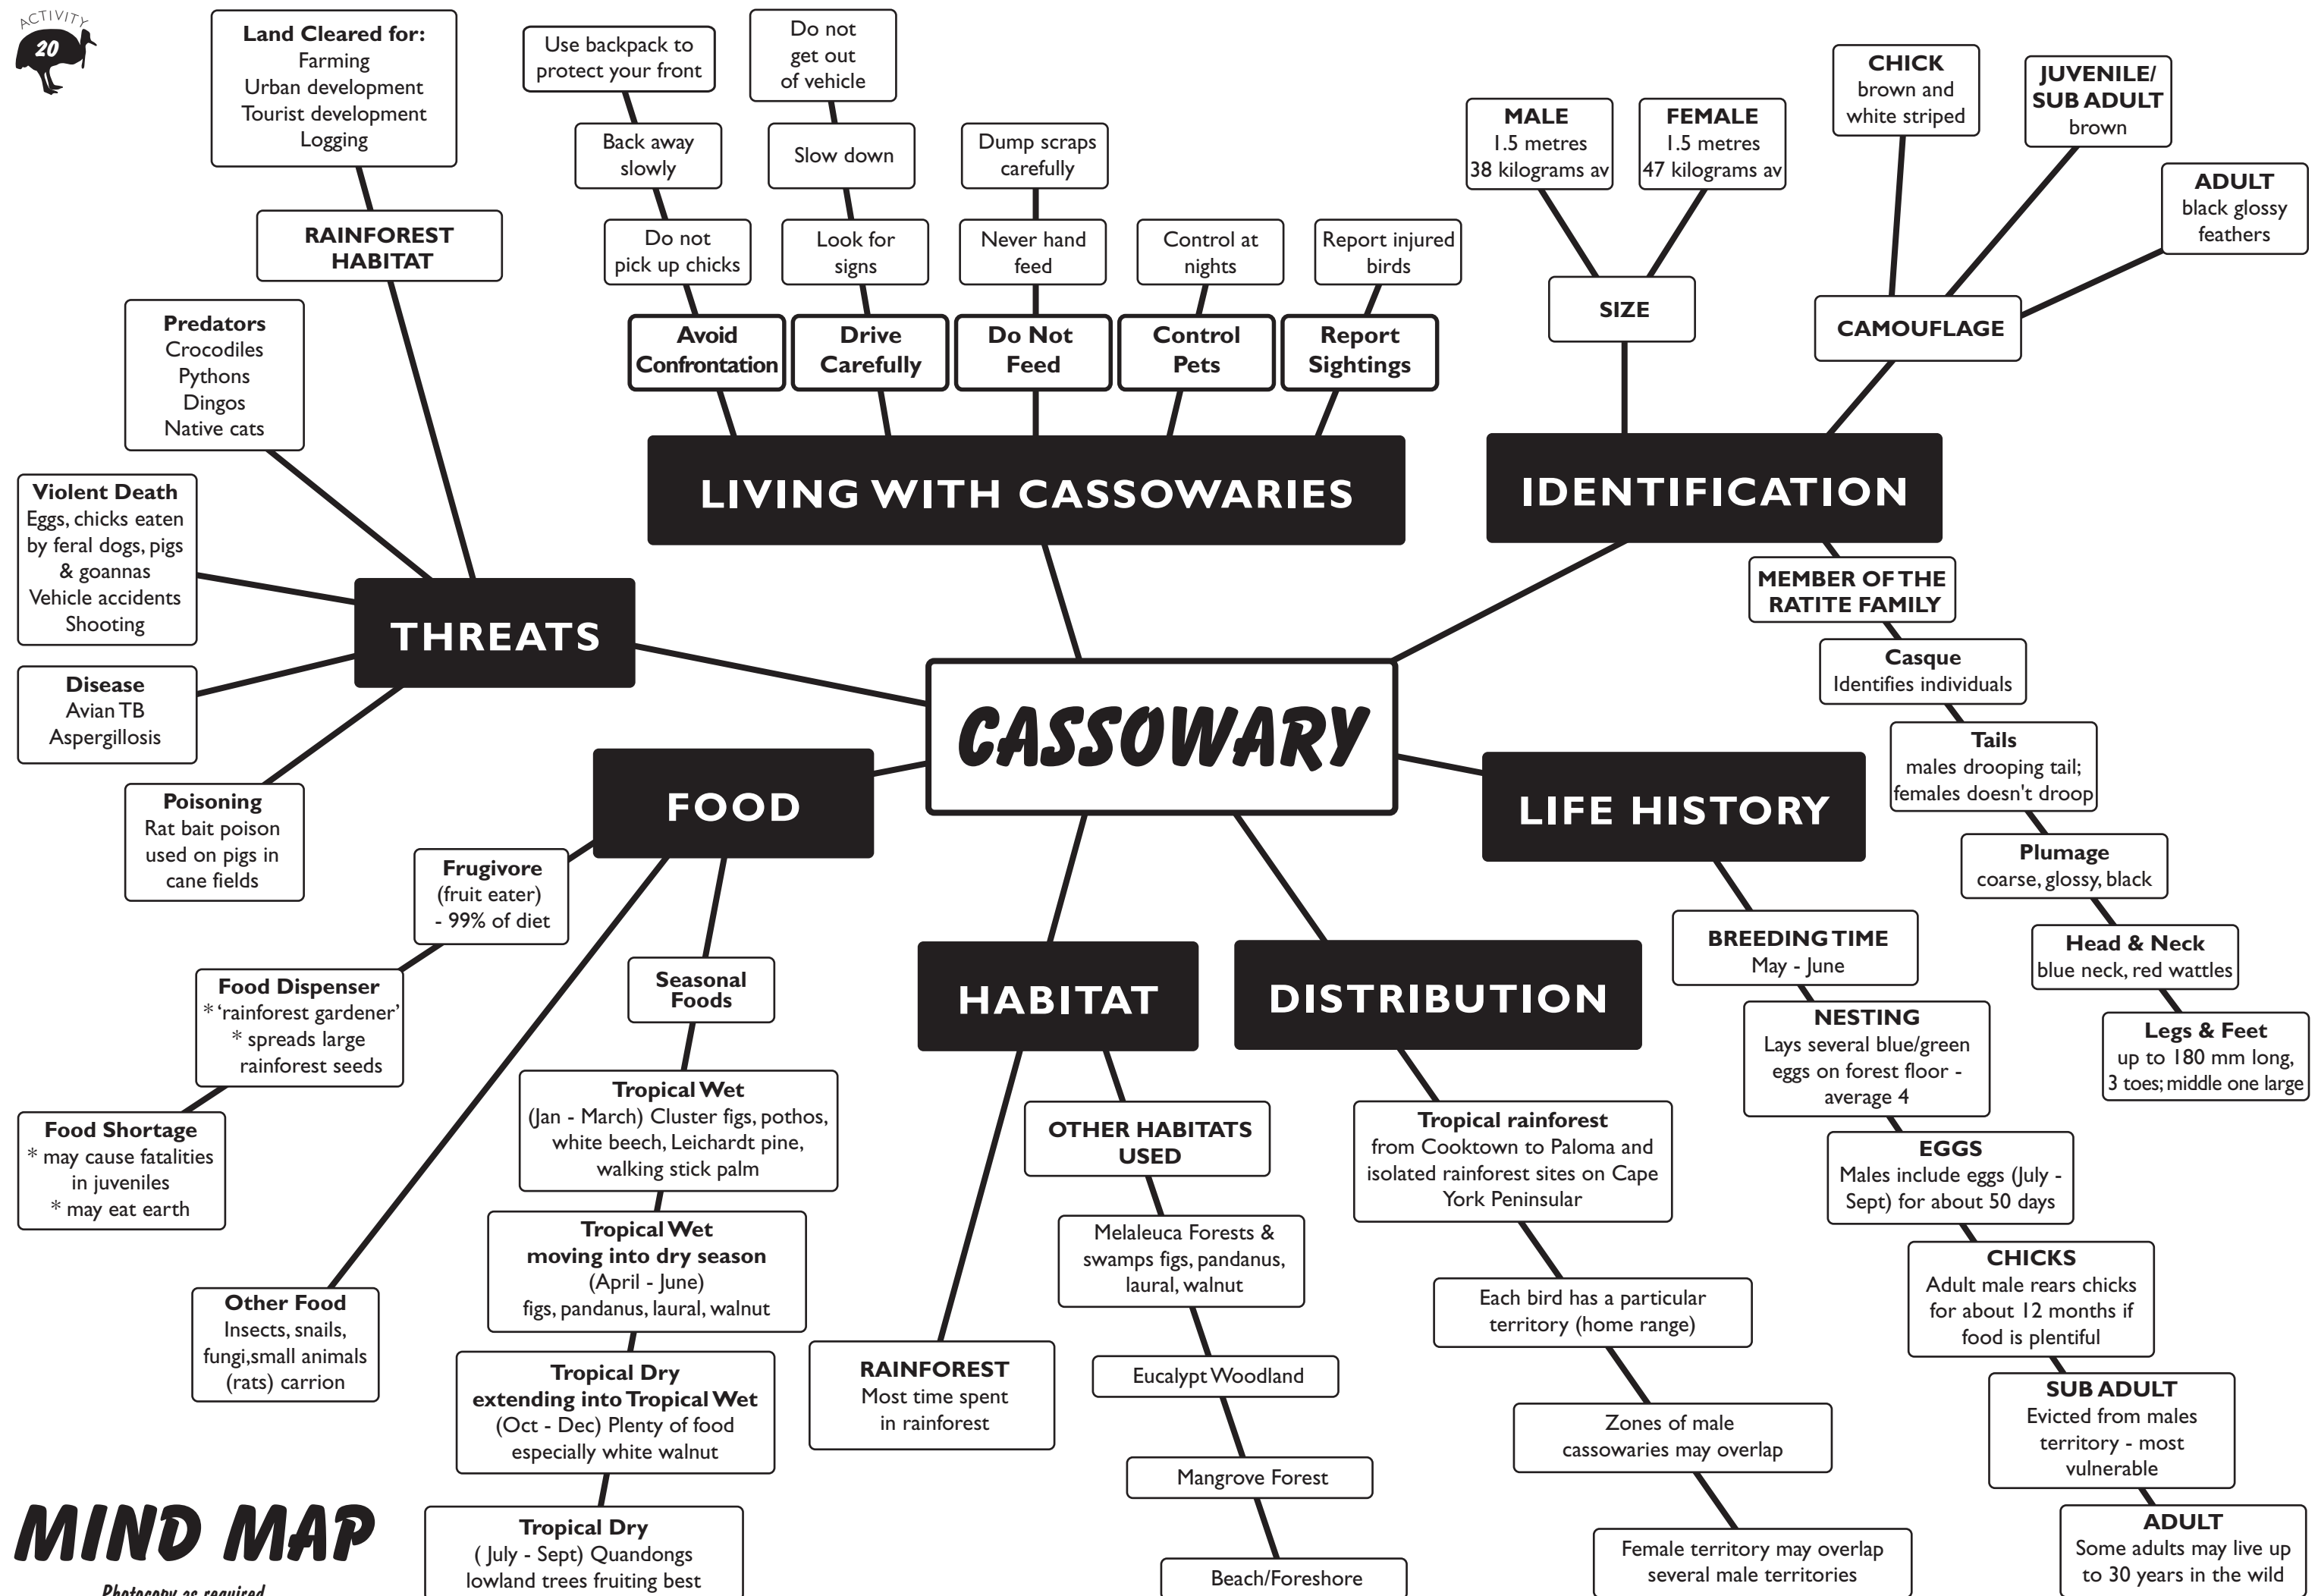 ACTIVITY
20
Land Cleared for:
Farming
Urban development
Tourist development
Logging
RAINFOREST
HABITAT
Predators
Crocodiles
Pythons
Dingos
Native cats
Violent Death
Eggs, chicks eaten
by feral dogs, pigs
& goannas
Vehicle accidents
Shooting
Disease
Avian TB
Aspergillosis
Poisoning
Rat bait poison
used on pigs in
cane fields
THREATS
Use backpack to
protect your front
Back away
slowly
Do not
pick up chicks
Avoid
Confrontation
Do not
get out
of vehicle
Slow down
Look for
signs
Drive
Carefully
Dump scraps
carefully
Never hand
feed
Do Not
Feed
Control at
nights
Control
Pets
Report injured
birds
Report
Sightings
LIVING WITH CASSOWARIES
MALE
1.5 metres
38 kilograms av
FEMALE
1.5 metres
47 kilograms av
SIZE
CHICK
brown and
white striped
JUVENILE/
SUB ADULT
brown
ADULT
black glossy
feathers
CAMOUFLAGE
IDENTIFICATION
MEMBER OF THE
RATITE FAMILY
Casque
Identifies individuals
Tails
males drooping tail;
females doesn't droop
Plumage
coarse, glossy, black
Head & Neck
blue neck, red wattles
Legs & Feet
up to 180 mm long,
3 toes; middle one large
CASSOWARY
FOOD
Frugivore
(fruit eater)
- 99% of diet
Food Dispenser
* 'rainforest gardener'
* spreads large
rainforest seeds
Food Shortage
* may cause fatalities
in juveniles
* may eat earth
Other Food
Insects, snails,
fungi,small animals
(rats) carrion
Seasonal
Foods
Tropical Wet
(Jan - March) Cluster figs, pothos,
white beech, Leichardt pine,
walking stick palm
Tropical Wet
moving into dry season
(April - June)
figs, pandanus, laural, walnut
Tropical Dry
extending into Tropical Wet
(Oct - Dec) Plenty of food
especially white walnut
Tropical Dry
( July - Sept) Quandongs
lowland trees fruiting best
HABITAT
RAINFOREST
Most time spent
in rainforest
OTHER HABITATS
USED
Melaleuca Forests &
swamps figs, pandanus,
laural, walnut
Eucalypt Woodland
Mangrove Forest
Beach/Foreshore
DISTRIBUTION
Tropical rainforest
from Cooktown to Paloma and
isolated rainforest sites on Cape
York Peninsular
Each bird has a particular
territory (home range)
Zones of male
cassowaries may overlap
Female territory may overlap
several male territories
LIFE HISTORY
BREEDING TIME
May - June
NESTING
Lays several blue/green
eggs on forest floor -
average 4
EGGS
Males include eggs (July -
Sept) for about 50 days
CHICKS
Adult male rears chicks
for about 12 months if
food is plentiful
SUB ADULT
Evicted from males
territory - most
vulnerable
ADULT
Some adults may live up
to 30 years in the wild
MIND MAP
Photocopy as required